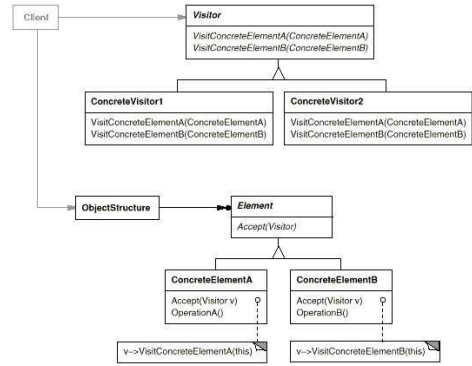 Client
Visitor
VisitConcreteElementA(ConcreteElementA)
VisitConcreteElementB(ConcreteElementB)
ConcreteVisitor1
VisitConcreteElementA(ConcreteElementA)
VisitConcreteElementB(ConcreteElementB)
ConcreteVisitor2
VisitConcreteElementA(ConcreteElementA)
VisitConcreteElementB(ConcreteElementB)
ObjectStructure
Element
Accept(Visitor)
ConcreteElementA
Accept(Visitor v)
OperationA()
ConcreteElementB
Accept(Visitor v)
OperationB()
v->VisitConcreteElementA(this)
v->VisitConcreteElementB(this)